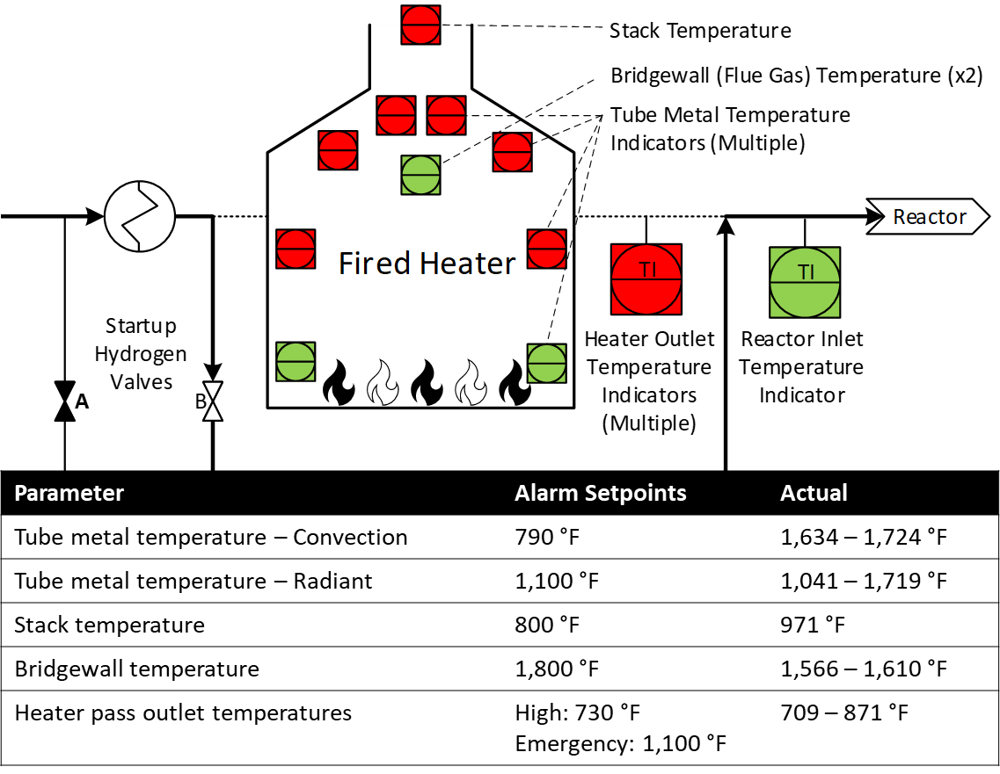 Stack Temperature
Bridgewall (Flue Gas) Temperature (x2)
Tube Metal Temperature
Indicators (Multiple)
Reactor
Fired Heater
TI
TI
Startup
Hydrogen
Valves
A
B
Heater Outlet
Temperature
Indicators
(Multiple)
Reactor Inlet
Temperature
Indicator
Parameter Alarm Setpoints Actual
Tube metal temperature – Convection 790 °F 1,634 – 1,724 °F
Tube metal temperature – Radiant 1,100 °F 1,041 – 1,719 °F
Stack temperature 800 °F 971 °F
Bridgewall temperature 1,800 °F 1,566 – 1,610 °F
Heater pass outlet temperatures High: 730 °F 709 – 871 °F
Emergency: 1,100 °F